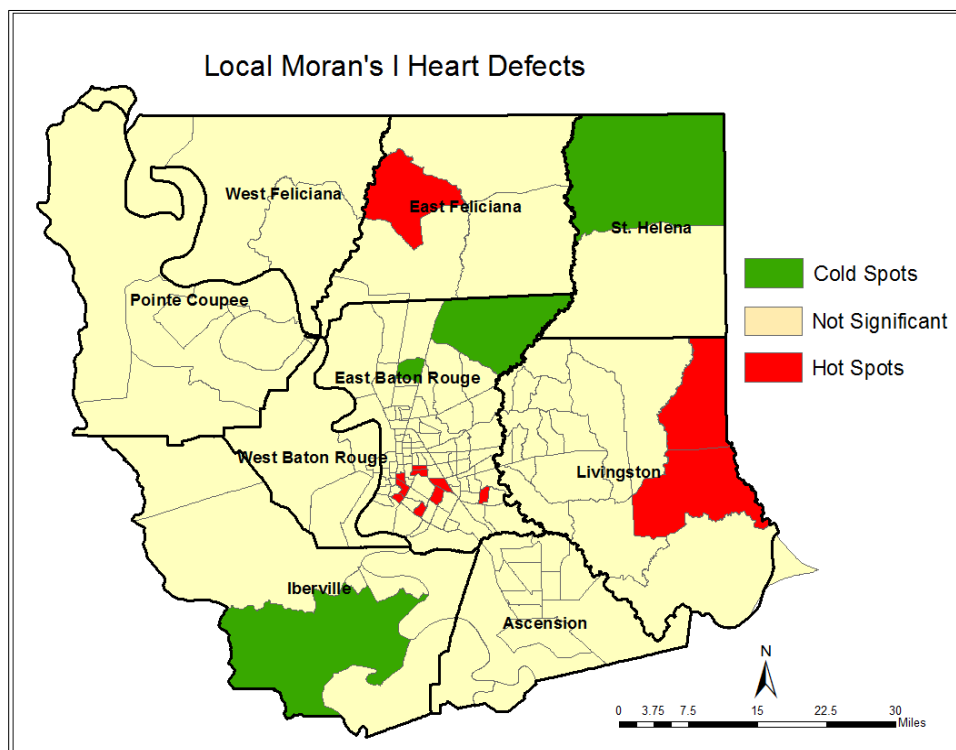 Local Moran's I Heart Defects
West Feliciana
East Feliciana
St. Helena
Cold Spots
Pointe Coupee
Not Significant
Hot Spots
East Baton Rouge
West Baton Rouge
Livingston
Iberville
Ascension
N
0 3.75 7.5 15 22.5 30
Miles